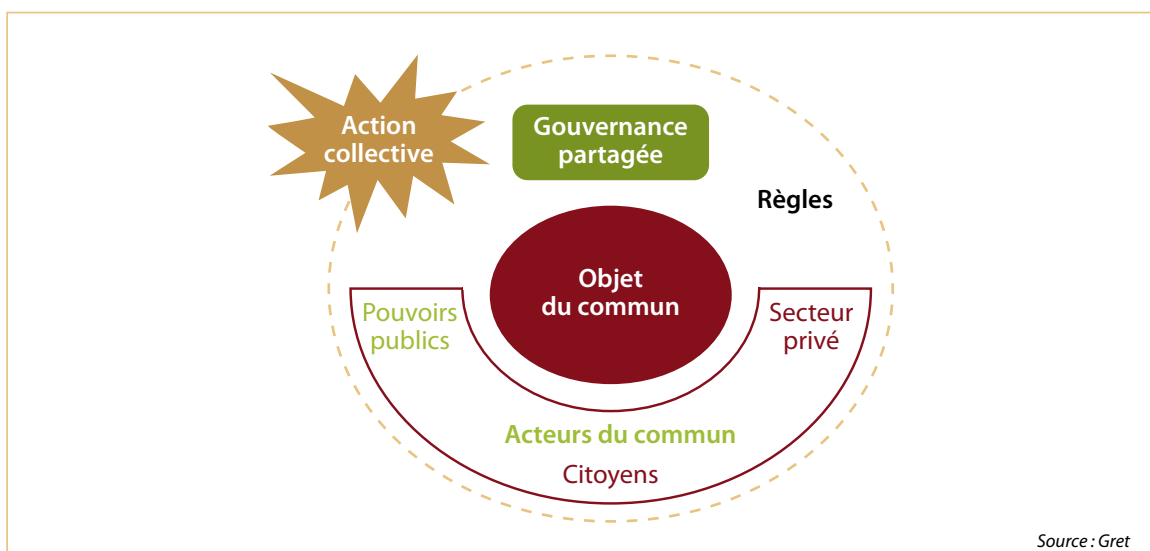 Action
collective
Gouvernance
partagée
Règles
Objet
du commun
Pouvoirs
publics
Secteur
privé
Acteurs du commun
Citoyens
Source : Gret